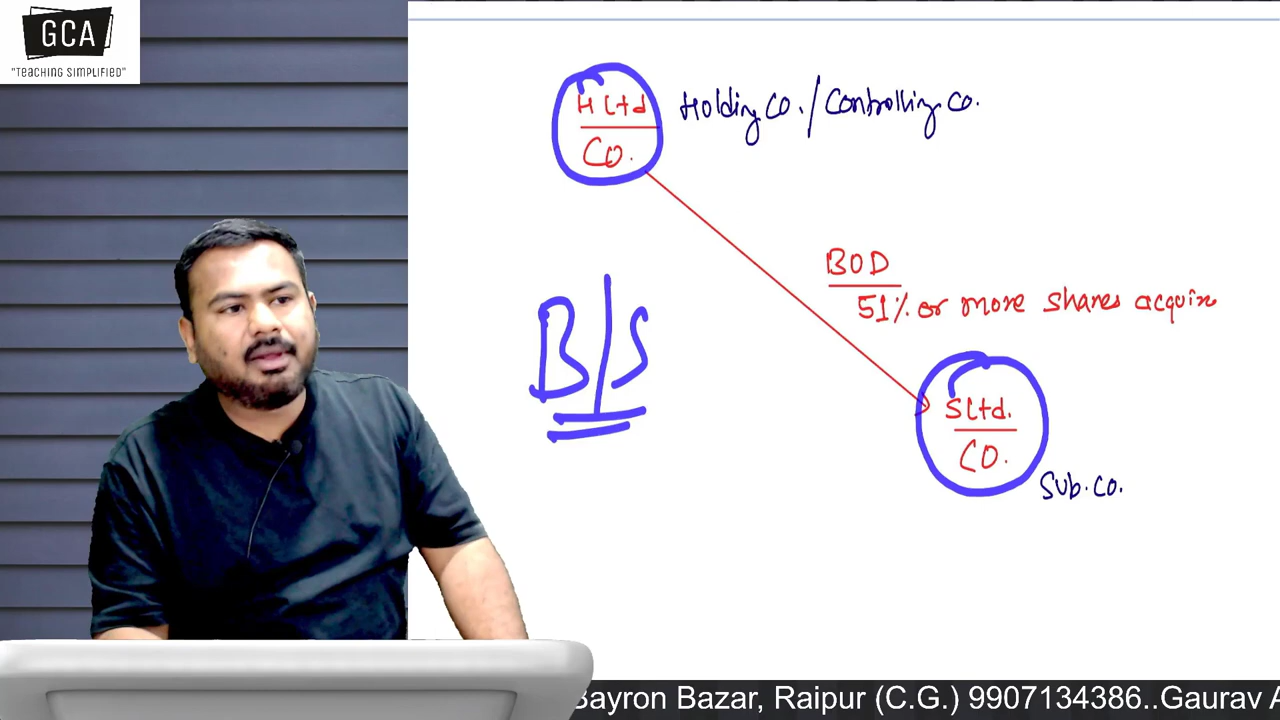 GCA
"TEACHING SIMPLIFIED"
H Ltd
Co.
Holding Co. / Controlling Co.
BOD
51% or more shares acquire
B/S
S Ltd.
CO.
Sub. Co.
Bayron Bazar, Raipur (C.G.) 9907134386..Gaurav A